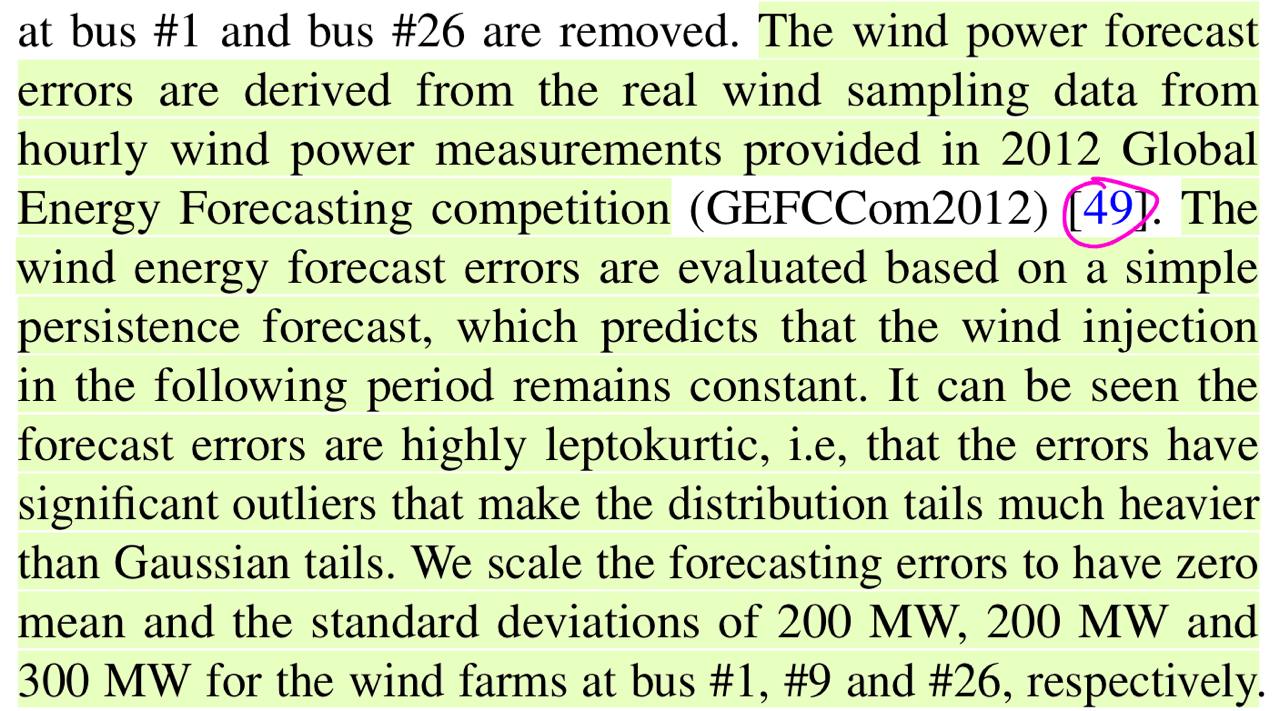 at bus #1 and bus #26 are removed. The wind power forecast
errors are derived from the real wind sampling data from
hourly wind power measurements provided in 2012 Global
Energy Forecasting competition (GEFCCom2012) [49]. The
wind energy forecast errors are evaluated based on a simple
persistence forecast, which predicts that the wind injection
in the following period remains constant. It can be seen the
forecast errors are highly leptokurtic, i.e, that the errors have
significant outliers that make the distribution tails much heavier
than Gaussian tails. We scale the forecasting errors to have zero
mean and the standard deviations of 200 MW, 200 MW and
300 MW for the wind farms at bus #1, #9 and #26, respectively.